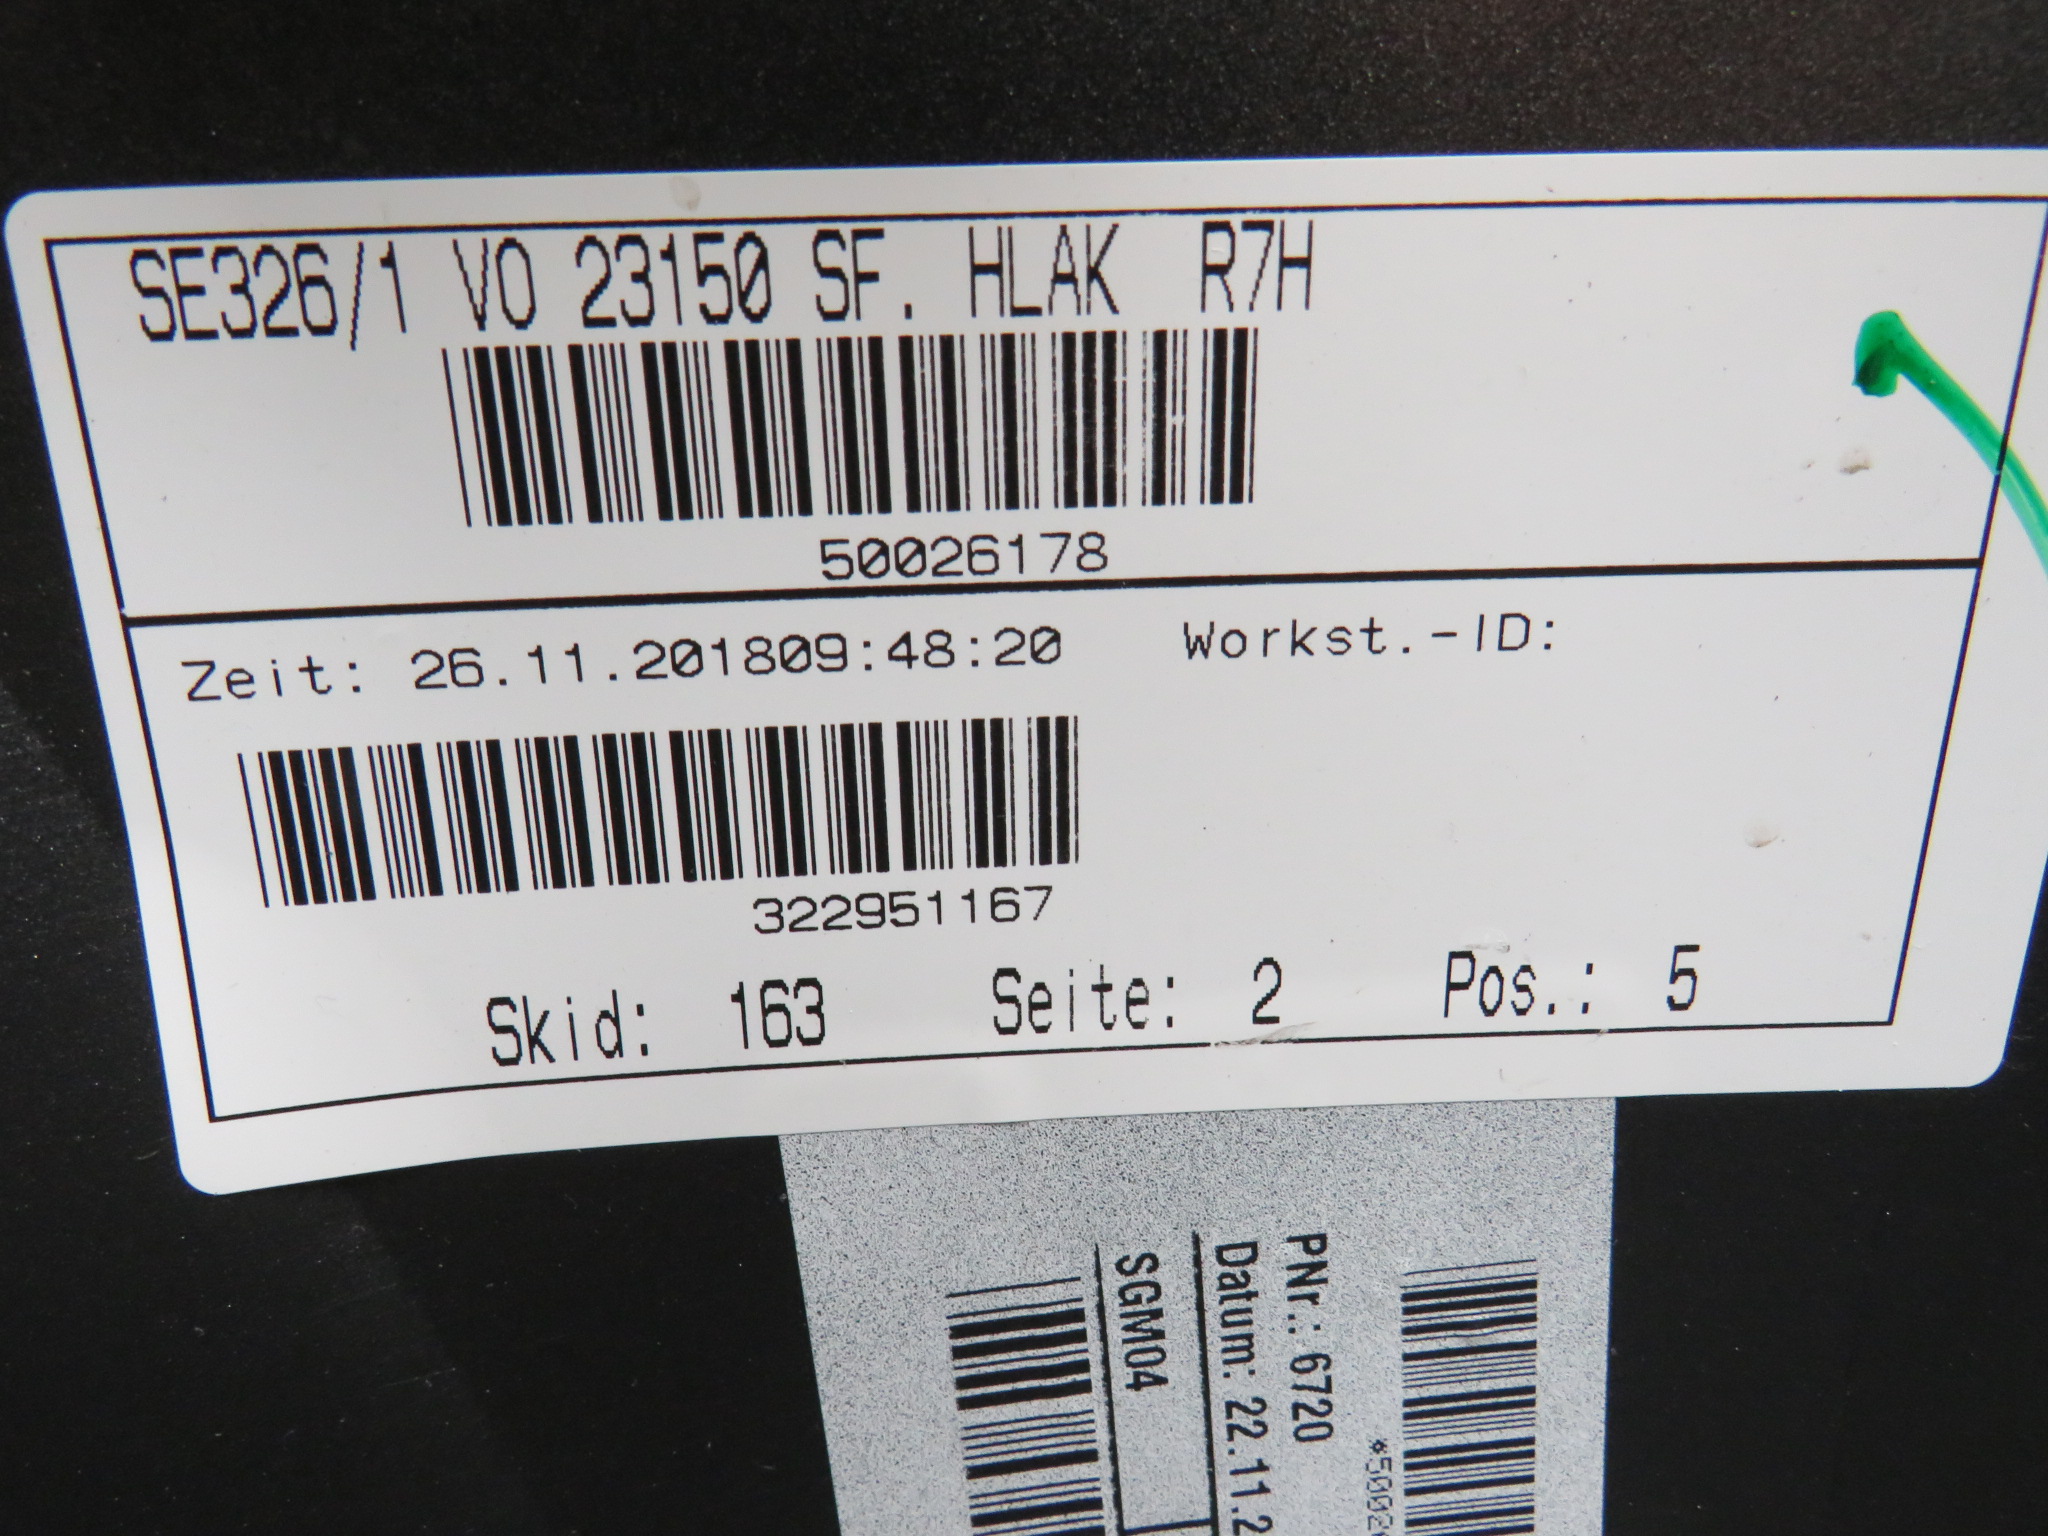 SE326/1 VO 23150 SF. HLAK R7H
50026178
Zeit: 26.11.201809:48:20 Workst.-ID:
322951167
Skid: 163 Seite: 2 Pos.: 5
PNr.: 6720
Datum: 22.11.2
SGM04
*5002